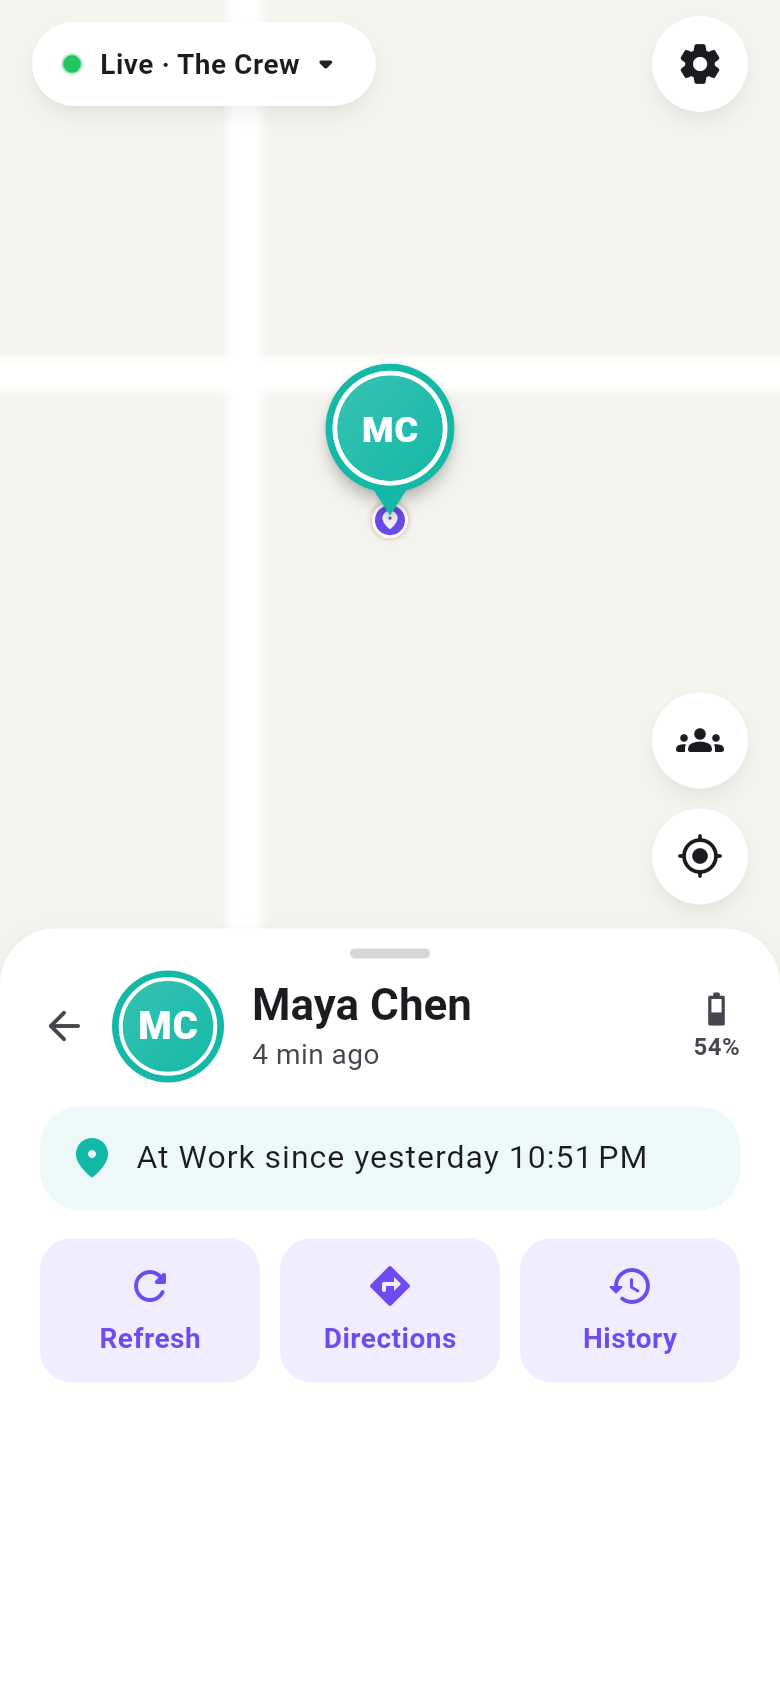 Live · The Crew
MC
MC
Maya Chen
4 min ago
54%
At Work since yesterday 10:51 PM
Refresh
Directions
History